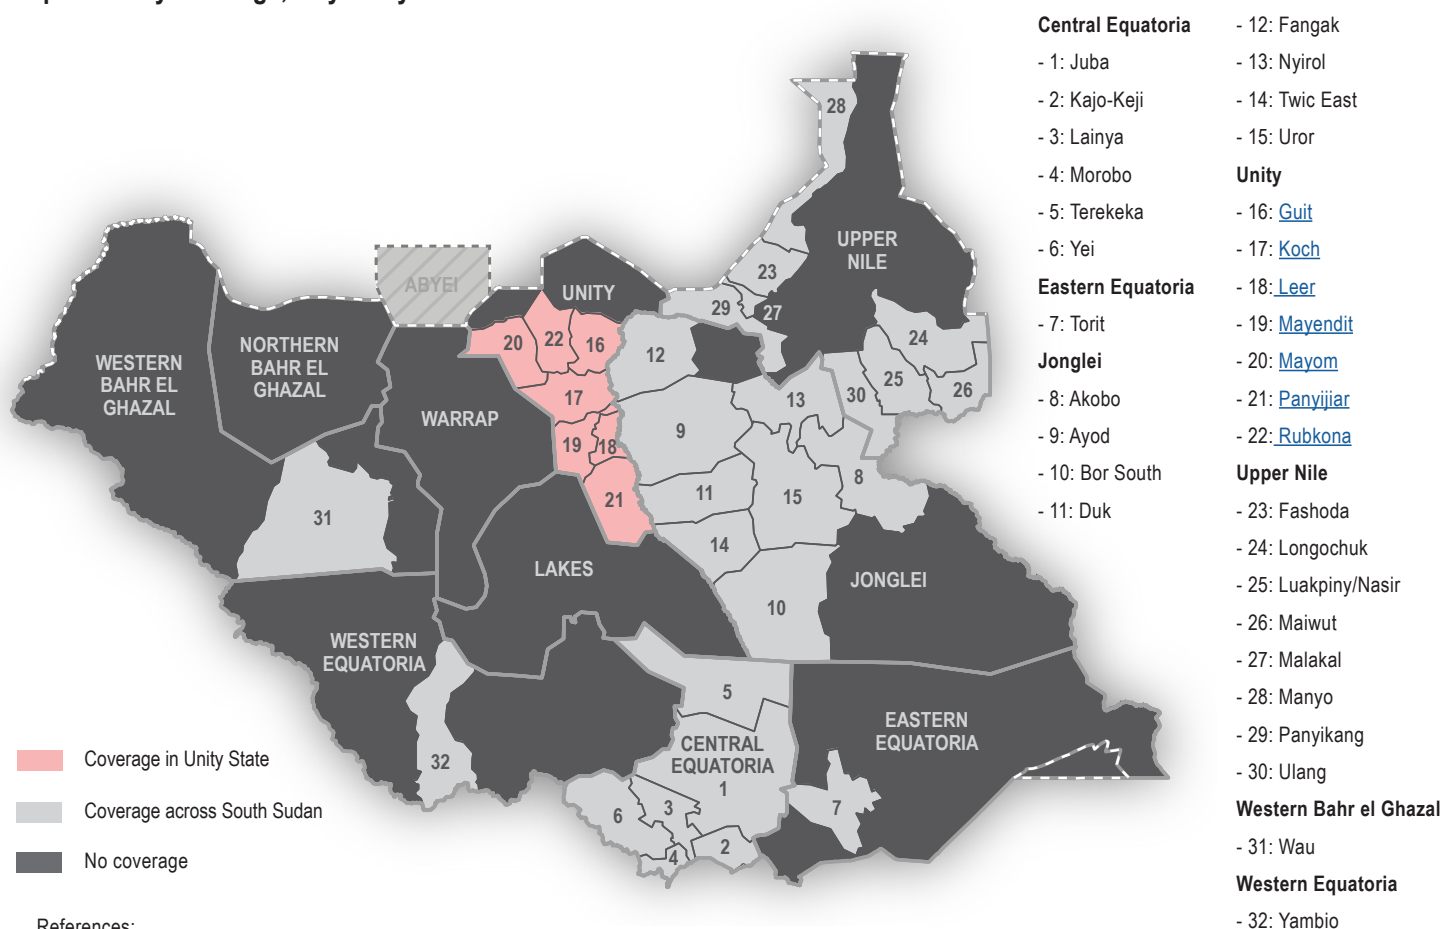 Central Equatoria
- 1: Juba
- 2: Kajo-Keji
- 3: Lainya
- 4: Morobo
- 5: Terekeka
- 6: Yei
Eastern Equatoria
- 7: Torit
Jonglei
- 8: Akobo
- 9: Ayod
- 10: Bor South
- 11: Duk
- 12: Fangak
- 13: Nyirol
- 14: Twic East
- 15: Uror
Unity
- 16: Guit
- 17: Koch
- 18: Leer
- 19: Mayendit
- 20: Mayom
- 21: Panyijiar
- 22: Rubkona
Upper Nile
- 23: Fashoda
- 24: Longochuk
- 25: Luakpiny/Nasir
- 26: Maiwut
- 27: Malakal
- 28: Manyo
- 29: Panyikang
- 30: Ulang
Western Bahr el Ghazal
- 31: Wau
Western Equatoria
- 32: Yambio
28
UPPER
NILE
23
ABYEI
UNITY
29
27
20
22
16
12
24
WESTERN
BAHR EL
GHAZAL
NORTHERN
BAHR EL
GHAZAL
WARRAP
17
13
30
25
26
19
18
9
21
11
15
8
31
14
LAKES
JONGLEI
10
WESTERN
EQUATORIA
5
32
CENTRAL
EQUATORIA
1
EASTERN
EQUATORIA
6
3
7
4
2
Coverage in Unity State
Coverage across South Sudan
No coverage
References: